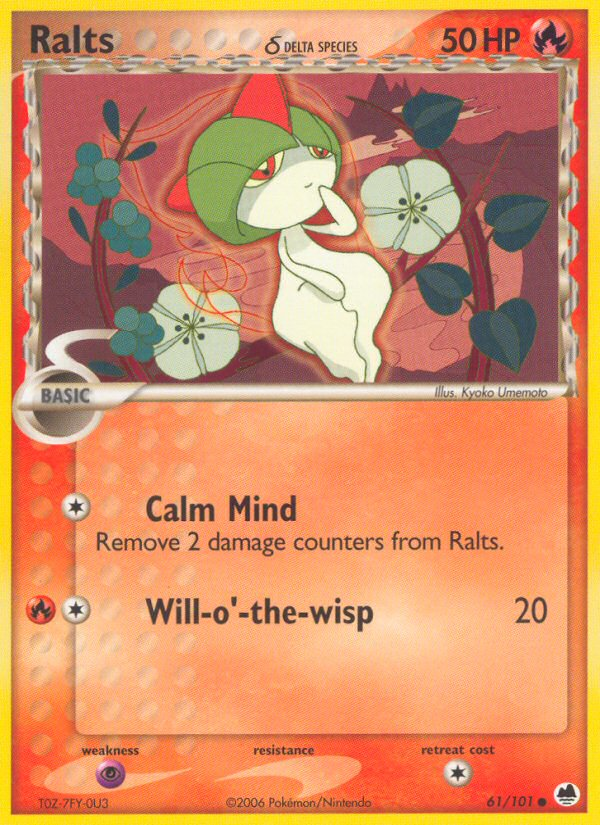 Ralts
δ DELTA SPECIES
50 HP
BASIC
Illus. Kyoko Umemoto
Calm Mind
Remove 2 damage counters from Ralts.
Will-o'-the-wisp 20
weakness resistance retreat cost
T0Z-7FY-0U3 ©2006 Pokémon/Nintendo 61/101